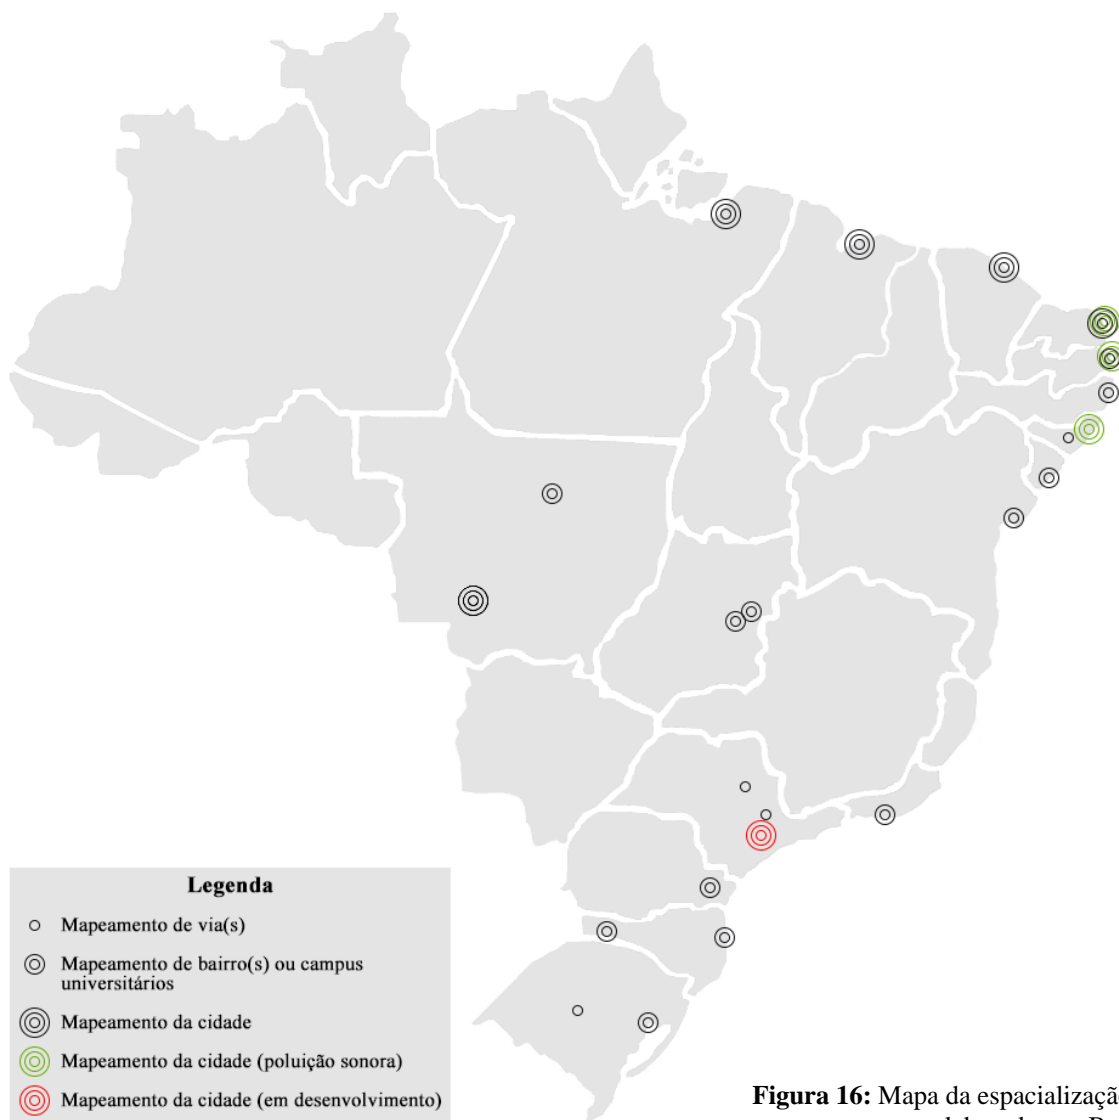 Legenda
Mapeamento de via(s)
Mapeamento de bairro(s) ou campus
universitários
Mapeamento da cidade
Mapeamento da cidade (poluição sonora)
Mapeamento da cidade (em desenvolvimento)
Figura 16: Mapa da espacializaçã